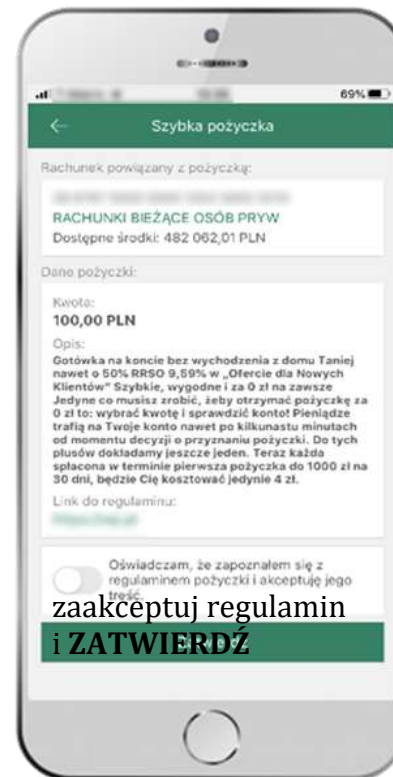 69%
Szybka pożyczka
Rachunek powiązany z pożyczką:
RACHUNKI BIEŻĄCE OSÓB PRYW
Dostępne środki: 482 062,01 PLN
Dane pożyczki:
Kwota:
100,00 PLN
Opis:
Gotówka na koncie bez wychodzenia z domu Taniej
nawet o 50% RRSO 9,59% w „Ofercie dla Nowych
Klientów" Szybkie, wygodne i za 0 zł na zawsze
Jedyne co musisz zrobić, żeby otrzymać pożyczkę za
0 zł to: wybrać kwotę i sprawdzić konto! Pieniądze
trafią na Twoje konto nawet po kilkunastu minutach
od momentu decyzji o przyznaniu pożyczki. Do tych
plusów dokładamy jeszcze jeden. Teraz każda
spłacona w terminie pierwsza pożyczka do 1000 zł na
30 dni, będzie Cię kosztować jedynie 4 zł.
Link do regulaminu:
Oświadczam, że zapoznałem się z
regulaminem pożyczki i akceptuję jego
treść.
zaakceptuj regulamin
i ZATWIERDŹ